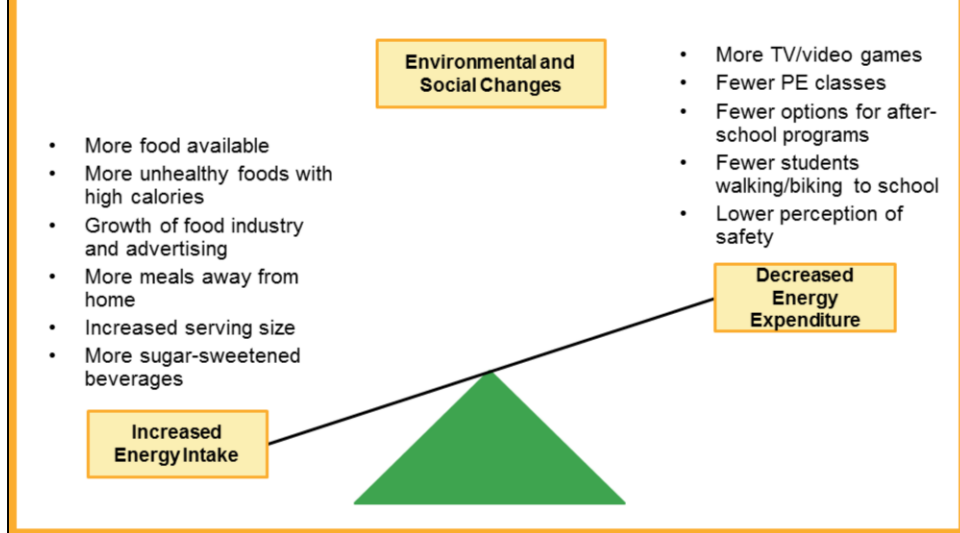 Environmental and
Social Changes
• More food available
• More unhealthy foods with
high calories
• Growth of food industry
and advertising
• More meals away from
home
• Increased serving size
• More sugar-sweetened
beverages
Increased
Energy Intake
• More TV/video games
• Fewer PE classes
• Fewer options for after-
school programs
• Fewer students
walking/biking to school
• Lower perception of
safety
Decreased
Energy
Expenditure